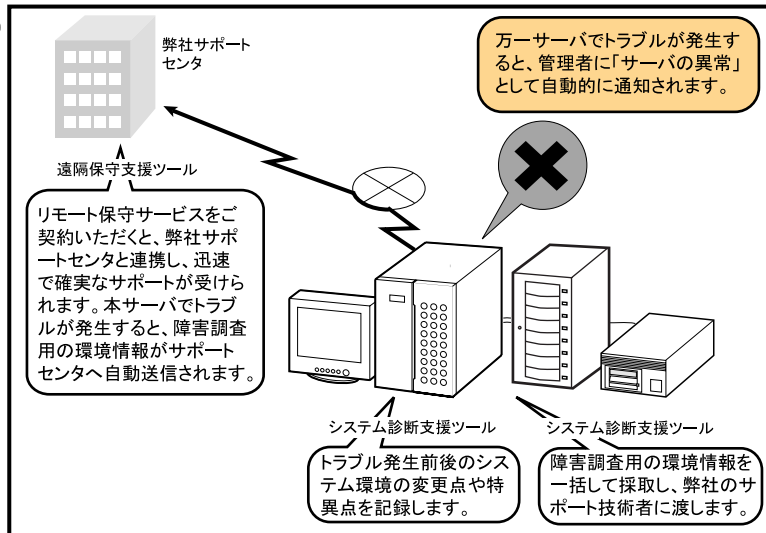 弊社サポート
センタ
万一サーバでトラブルが発生す
ると、管理者に「サーバの異常」
として自動的に通知されます。
遠隔保守支援ツール
リモート保守サービスをご
契約いただくと、弊社サポ
ートセンタと連携し、迅速
で確実なサポートが受けら
れます。本サーバでトラブ
ルが発生すると、障害調査
用の環境情報がサポート
センタへ自動送信されます。
システム診断支援ツール
トラブル発生前後のシス
テム環境の変更点や特
異点を記録します。
システム診断支援ツール
障害調査用の環境情報を
一括して採取し、弊社のサ
ポート技術者に渡します。